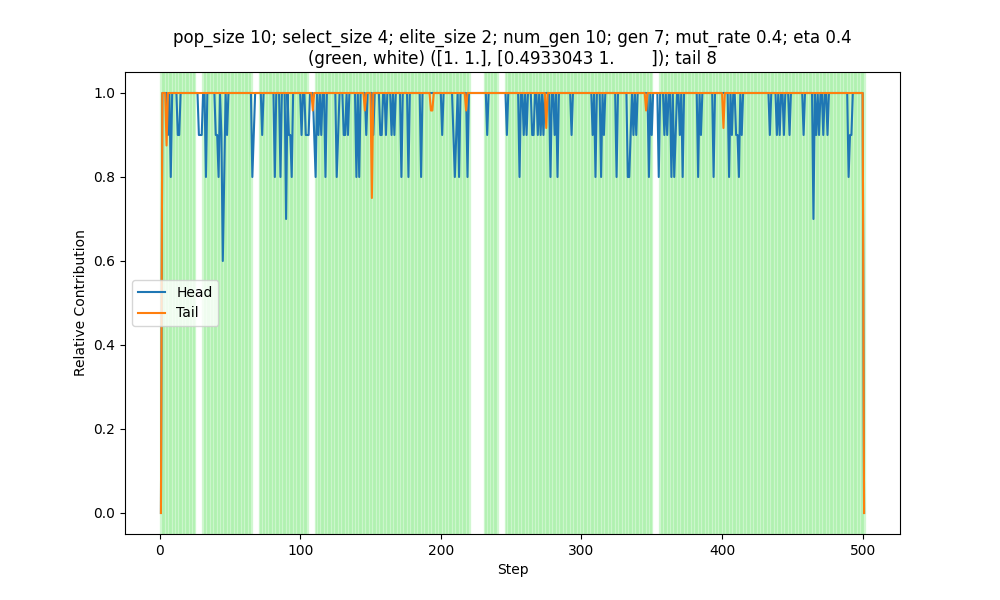 pop_size 10; select_size 4; elite_size 2; num_gen 10; gen 7; mut_rate 0.4; eta 0.4
(green, white) ([1. 1.], [0.4933043 1.        ]); tail 8
1.0
0.8
0.6
0.4
0.2
0.0
Relative Contribution
Head
Tail
0
100
200
300
400
500
Step